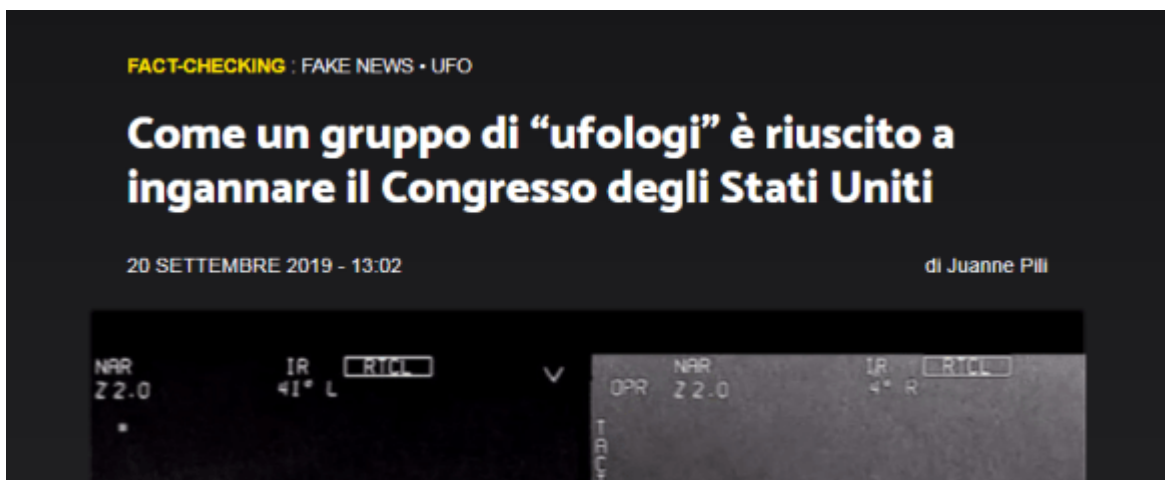 FACT-CHECKING : FAKE NEWS • UFO
Come un gruppo di “ufologi” è riuscito a
ingannare il Congresso degli Stati Uniti
20 SETTEMBRE 2019 - 13:02
di Juanne Pili
NAR IR RTCL
Z 2.0 41° L
NAR IR RTCL
OPR Z 2.0 4° R
T
A
C